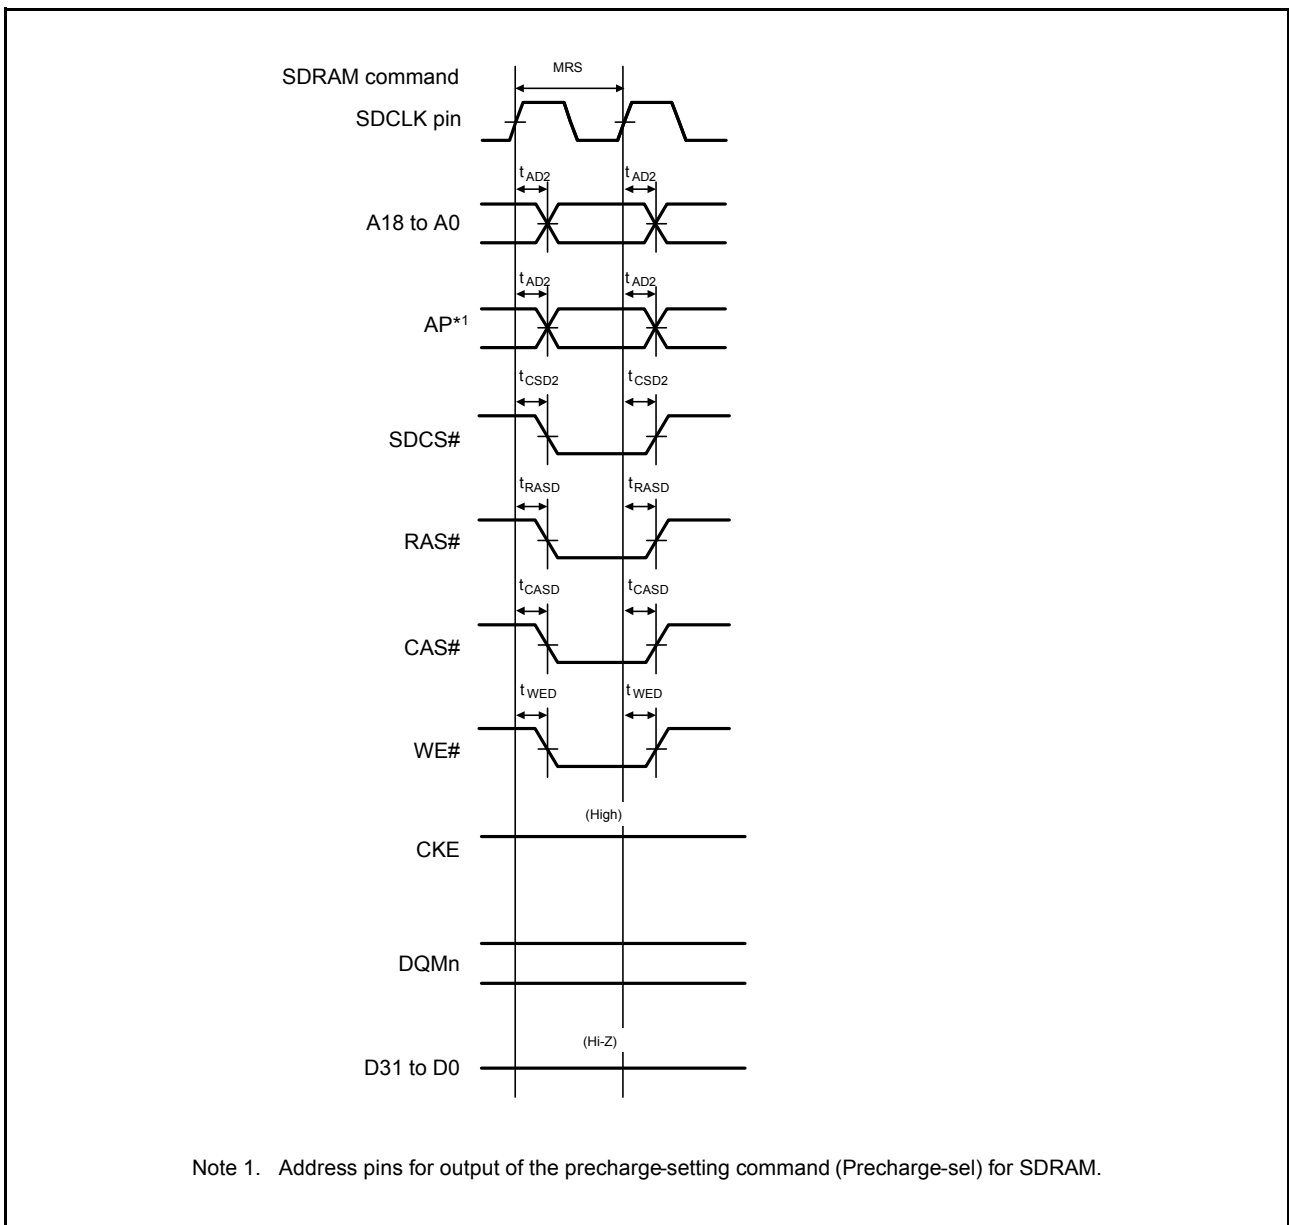 MRS
SDRAM command
SDCLK pin
tAD2 tAD2
A18 to A0
tAD2 tAD2
AP*1
tCSD2 tCSD2
SDCS#
tRASD tRASD
RAS#
tCASD tCASD
CAS#
tWED tWED
WE#
(High)
CKE
DQMn
(Hi-Z)
D31 to D0
Note 1. Address pins for output of the precharge-setting command (Precharge-sel) for SDRAM.